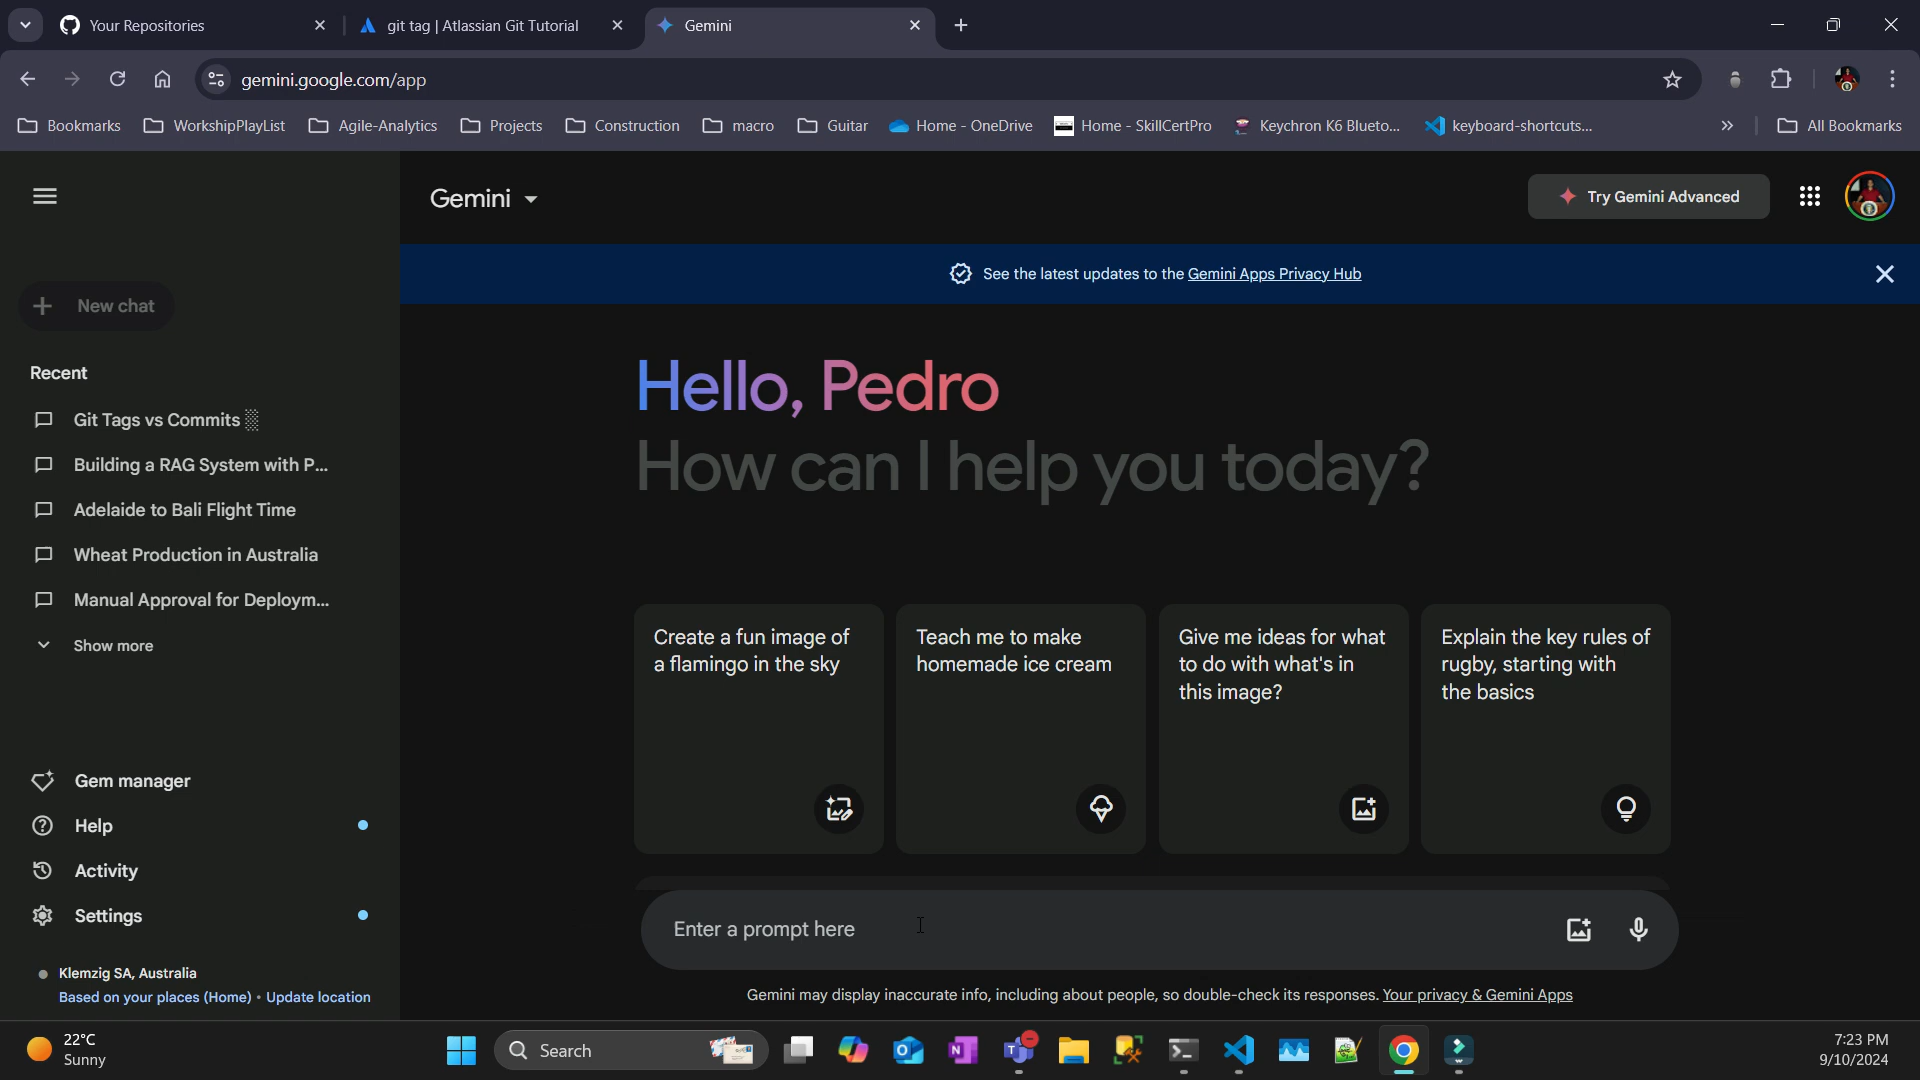 Your Repositories
git tag | Atlassian Git Tutorial
Gemini
gemini.google.com/app
Bookmarks
WorkshipPlayList
Agile-Analytics
Projects
Construction
macro
Guitar
Home - OneDrive
Home - SkillCertPro
Keychron K6 Blueto...
keyboard-shortcuts...
All Bookmarks
Gemini
Try Gemini Advanced
See the latest updates to the Gemini Apps Privacy Hub
New chat
Recent
Git Tags vs Commits
Building a RAG System with P...
Adelaide to Bali Flight Time
Wheat Production in Australia
Manual Approval for Deploym...
Show more
Gem manager
Help
Activity
Settings
Klemzig SA, Australia
Based on your places (Home) • Update location
Hello, Pedro
How can I help you today?
Create a fun image of
a flamingo in the sky
Teach me to make
homemade ice cream
Give me ideas for what
to do with what's in
this image?
Explain the key rules of
rugby, starting with
the basics
Enter a prompt here
Gemini may display inaccurate info, including about people, so double-check its responses. Your privacy & Gemini Apps
22°C
Sunny
Search
7:23 PM
9/10/2024